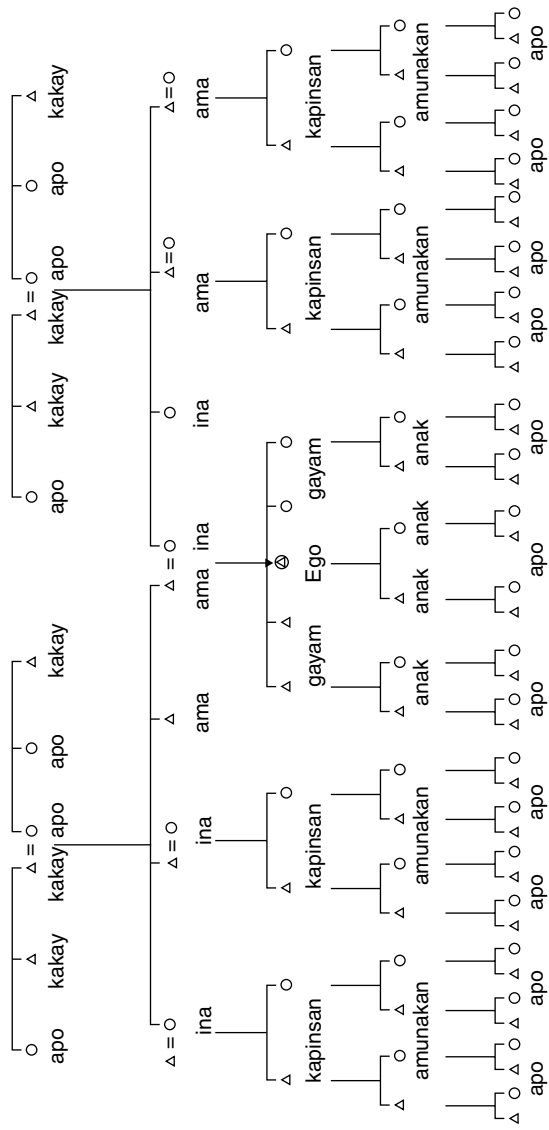 apo kakay kakay apo apo kakay apo kakay kakay apo apo kakay
ina ina ama ama ina ina ama ama
kapinsan kapinsan gayam Ego gayam kapinsan kapinsan
amunakan amunakan anak anak anak anak amunakan amunakan
apo apo apo apo apo apo apo apo apo apo apo